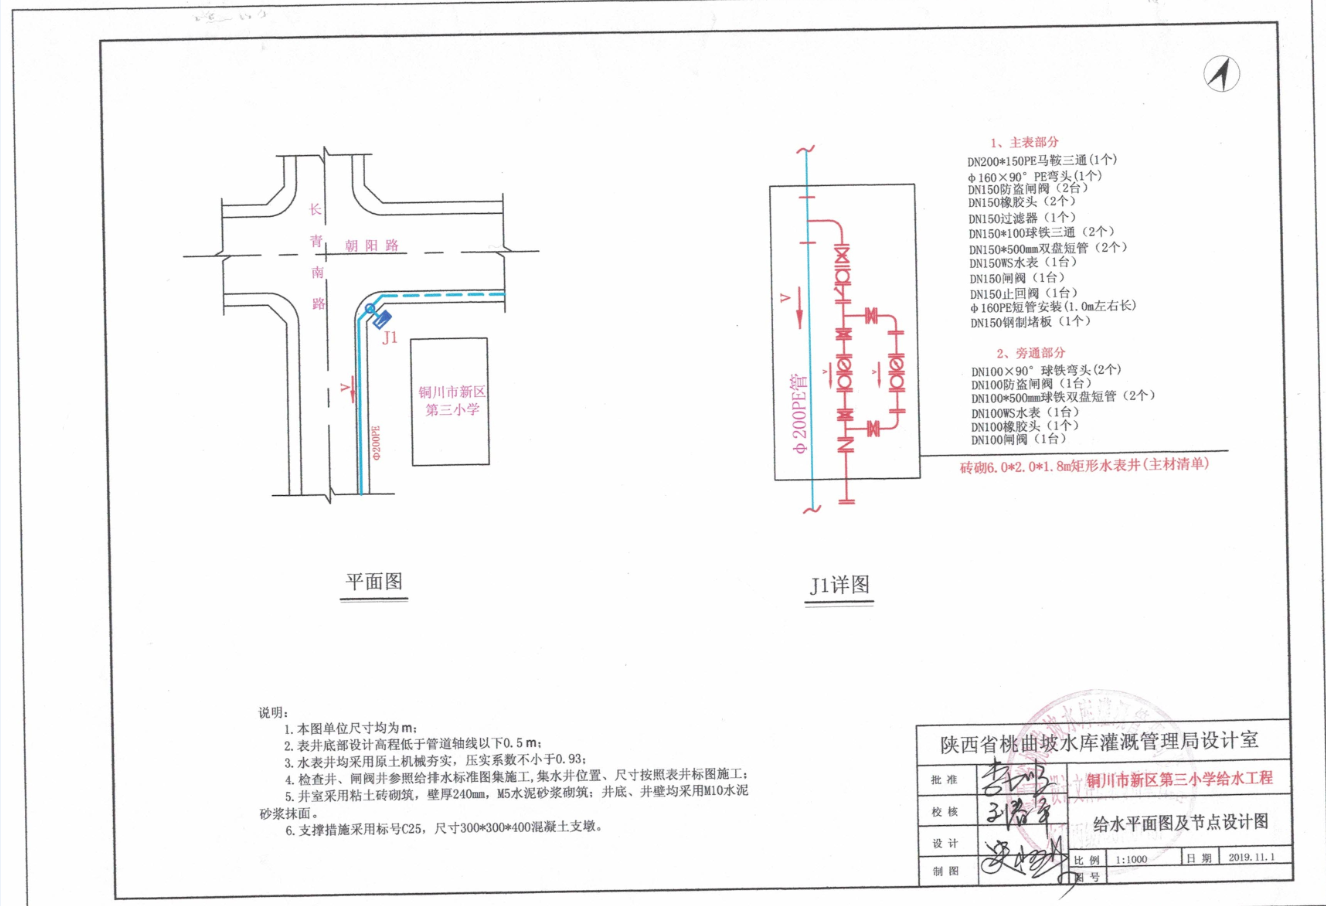 长
青
南
路
朝阳路
J1
V
Φ200PE
铜川市新区
第三小学
平面图
V
φ200PE管
V
V
J1详图
1、主表部分
DN200*150PE马鞍三通(1个)
φ160×90°PE弯头(1个)
DN150防盗闸阀（2台）
DN150橡胶头（2个）
DN150过滤器（1个）
DN150*100球铁三通（2个）
DN150*500mm双盘短管（2个）
DN150WS水表（1台）
DN150闸阀（1台）
DN150止回阀（1台）
φ160PE短管安装(1.0m左右长)
DN150钢制堵板（1个）
2、旁通部分
DN100×90°球铁弯头(2个)
DN100防盗闸阀（1台）
DN100*500mm球铁双盘短管（2个）
DN100WS水表（1台）
DN100橡胶头（1个）
DN100闸阀（1台）
砖砌6.0*2.0*1.8m矩形水表井(主材清单)
说明：
1.本图单位尺寸均为m；
2.表井底部设计高程低于管道轴线以下0.5m；
3.水表井均采用原土机械夯实，压实系数不小于0.93；
4.检查井、闸阀井参照给排水标准图集施工,集水井位置、尺寸按照表井标图施工；
5.井室采用粘土砖砌筑，壁厚240mm，M5水泥砂浆砌筑；井底、井壁均采用M10水泥
砂浆抹面。
6.支撑措施采用标号C25，尺寸300*300*400混凝土支墩。
陕西省桃曲坡水库灌溉管理局设计室
批准
铜川市新区第三小学给水工程
校核
给水平面图及节点设计图
设计
制图
比例 1:1000 日期 2019.11.1
图号